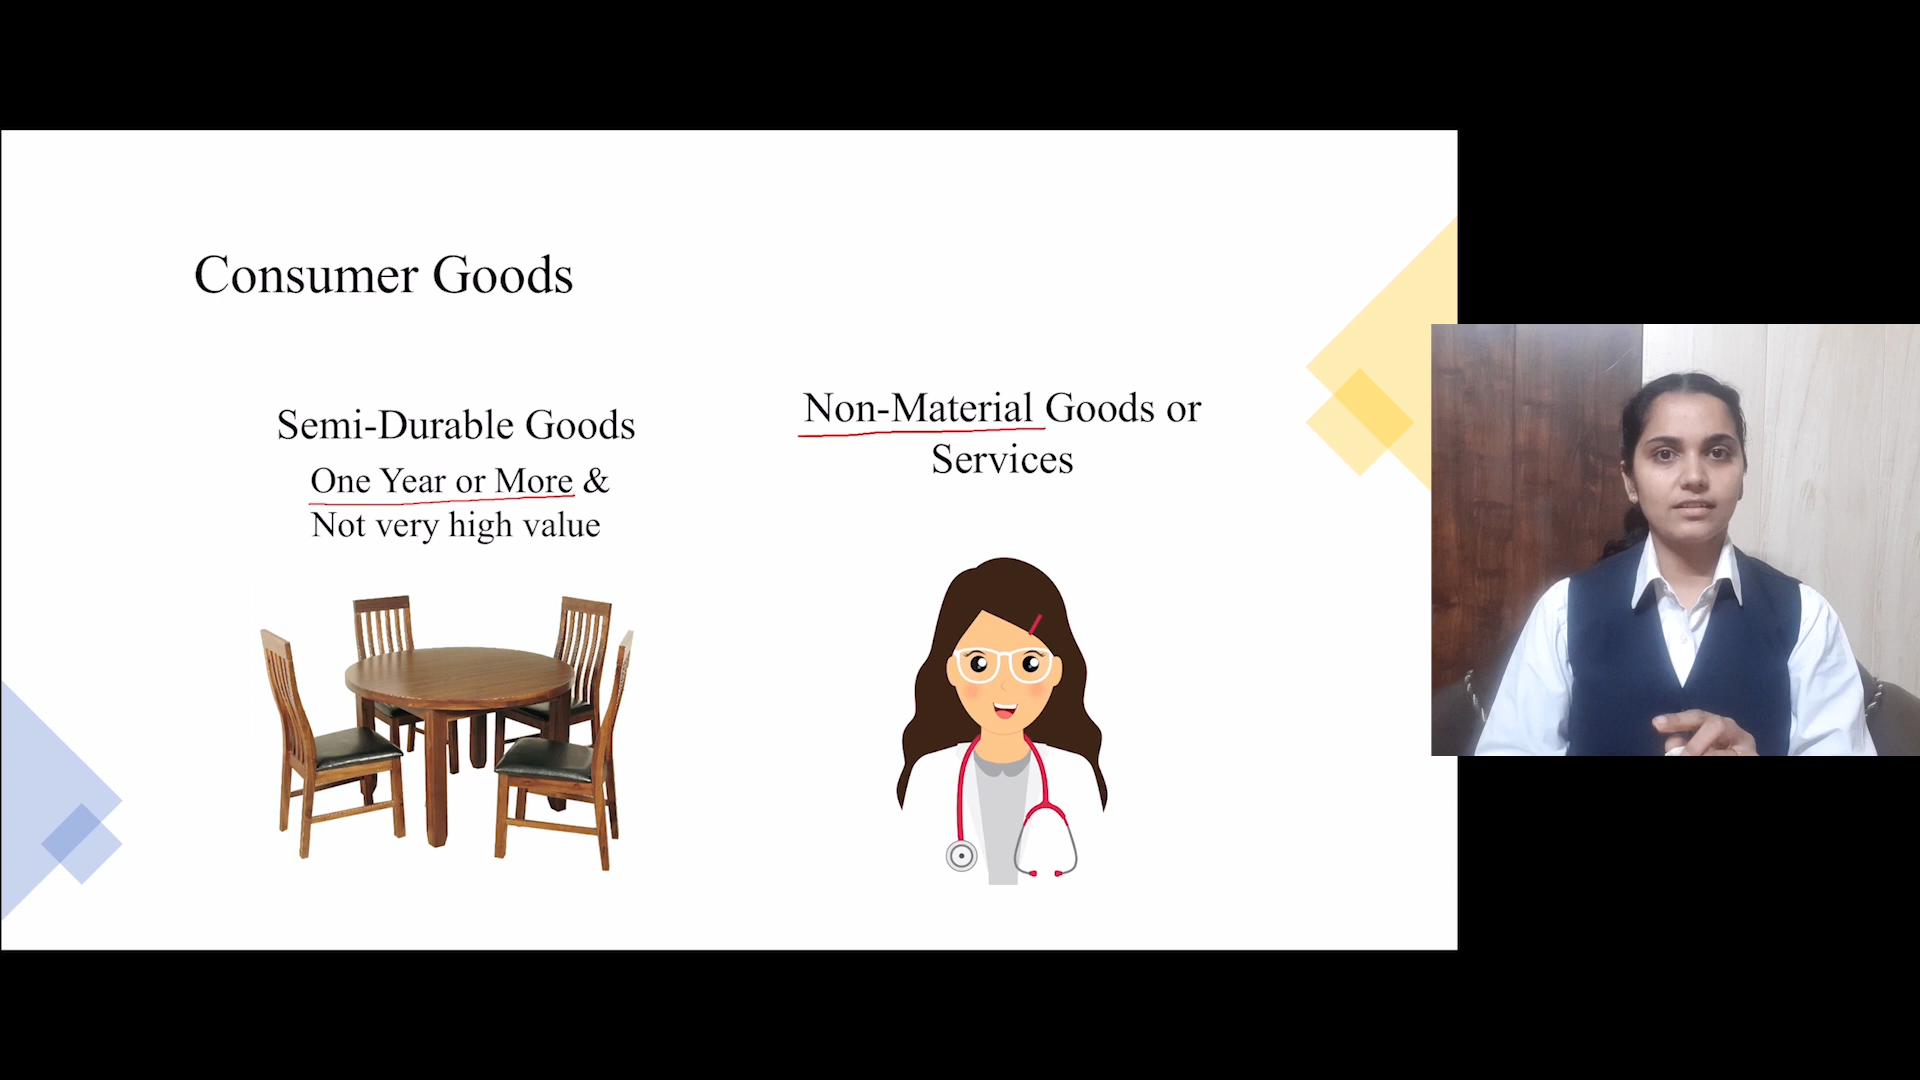 Consumer Goods
Semi-Durable Goods
One Year or More &
Not very high value
Non-Material Goods or
Services